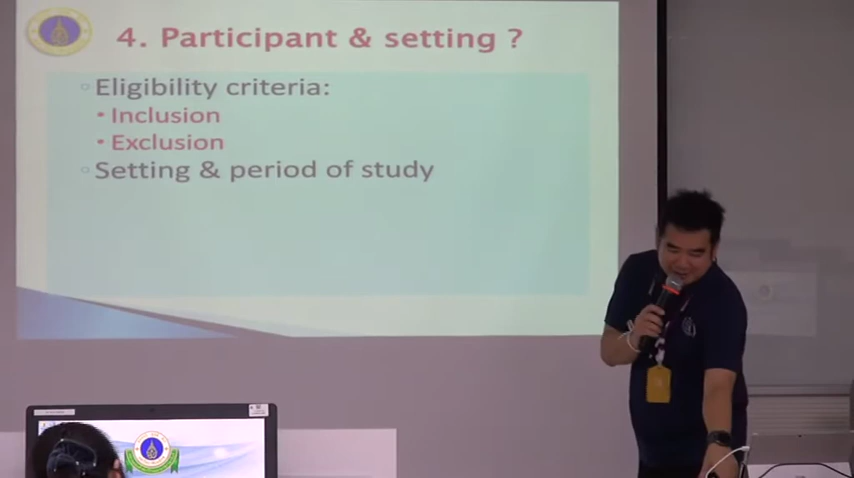 4. Participant & setting ?
Eligibility criteria:
• Inclusion
• Exclusion
Setting & period of study